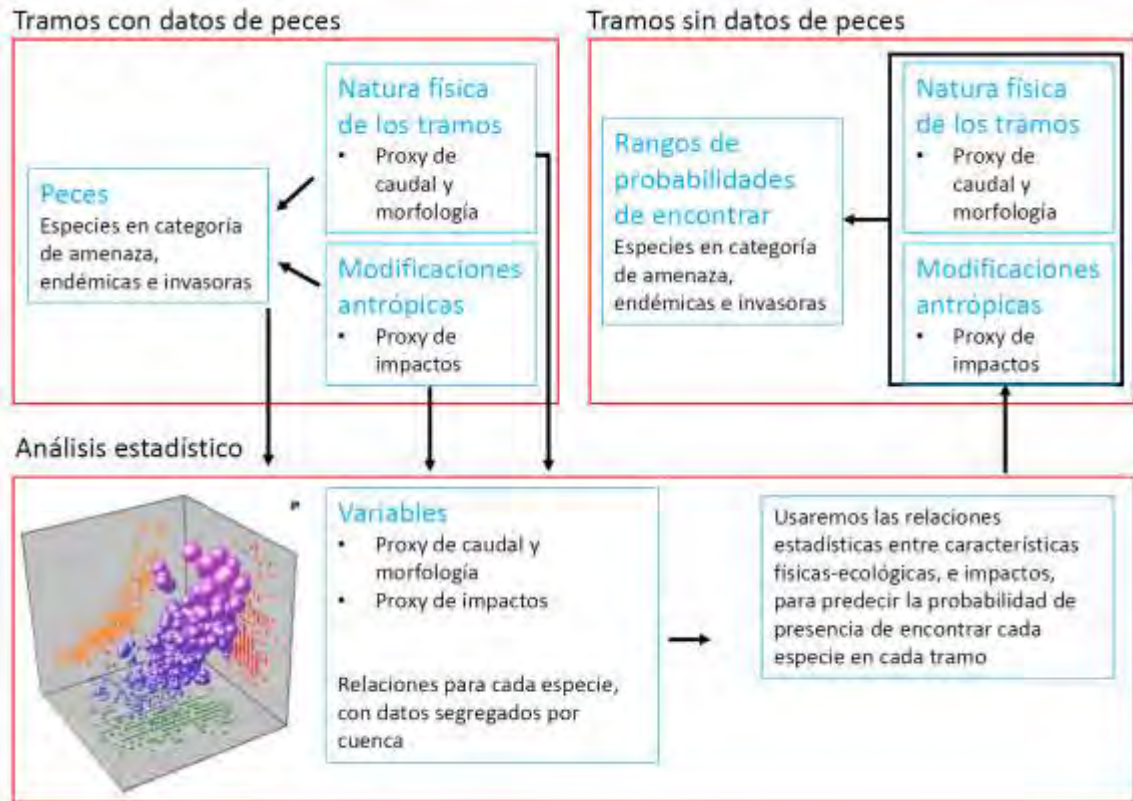 Tramos con datos de peces
Natura física
de los tramos
• Proxy de
caudal y
morfología
Peces
Especies en categoría
de amenaza,
endémicas e invasoras
Modificaciones
antrópicas
• Proxy de
impactos
Tramos sin datos de peces
Natura física
de los tramos
• Proxy de
caudal y
morfología
Rangos de
probabilidades
de encontrar
Especies en categoría
de amenaza,
endémicas e invasoras
Modificaciones
antrópicas
• Proxy de
impactos
Análisis estadístico
Variables
• Proxy de caudal y
morfología
• Proxy de impactos
Relaciones para cada especie,
con datos segregados por
cuenca
Usaremos las relaciones
estadísticas entre características
físicas-ecológicas, e impactos,
para predecir la probabilidad de
presencia de encontrar cada
especie en cada tramo